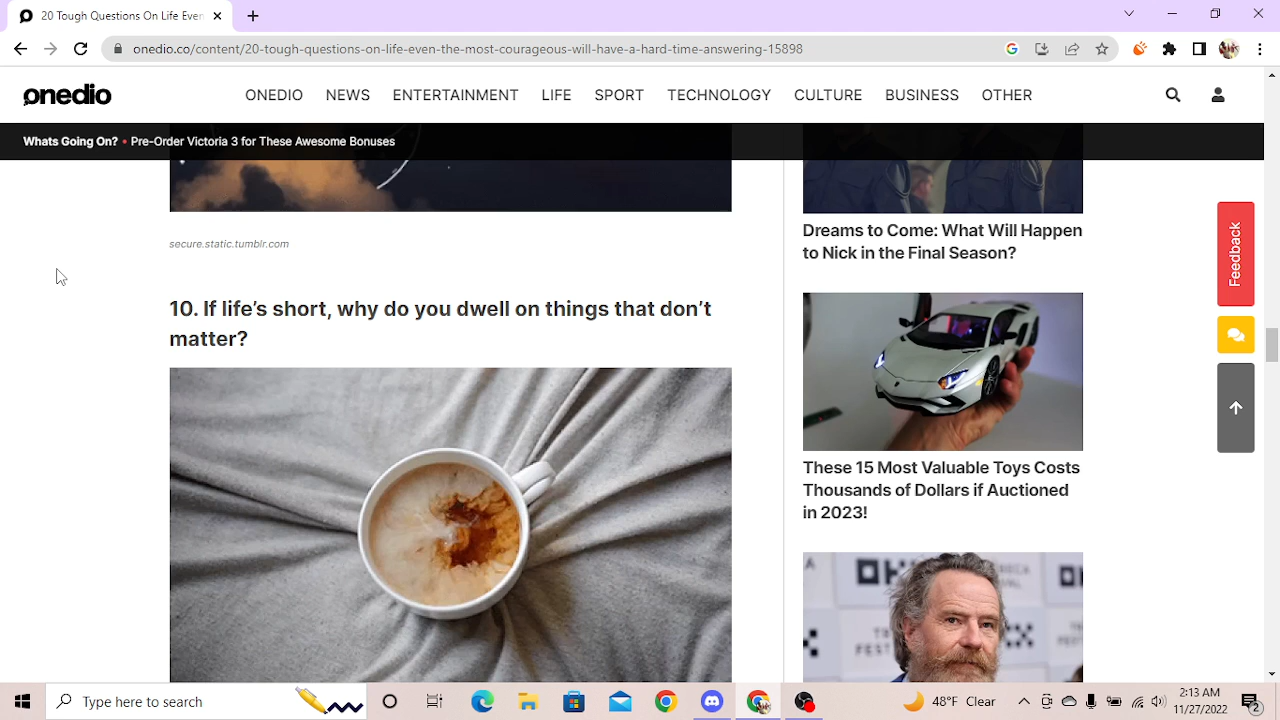 20 Tough Questions On Life Even
onedio.co/content/20-tough-questions-on-life-even-the-most-courageous-will-have-a-hard-time-answering-15898
onedio
ONEDIO NEWS ENTERTAINMENT LIFE SPORT TECHNOLOGY CULTURE BUSINESS OTHER
Whats Going On? • Pre-Order Victoria 3 for These Awesome Bonuses
secure.static.tumblr.com
10. If life's short, why do you dwell on things that don't
matter?
Dreams to Come: What Will Happen
to Nick in the Final Season?
These 15 Most Valuable Toys Costs
Thousands of Dollars if Auctioned
in 2023!
Feedback
Type here to search
48°F Clear
2:13 AM
11/27/2022
2